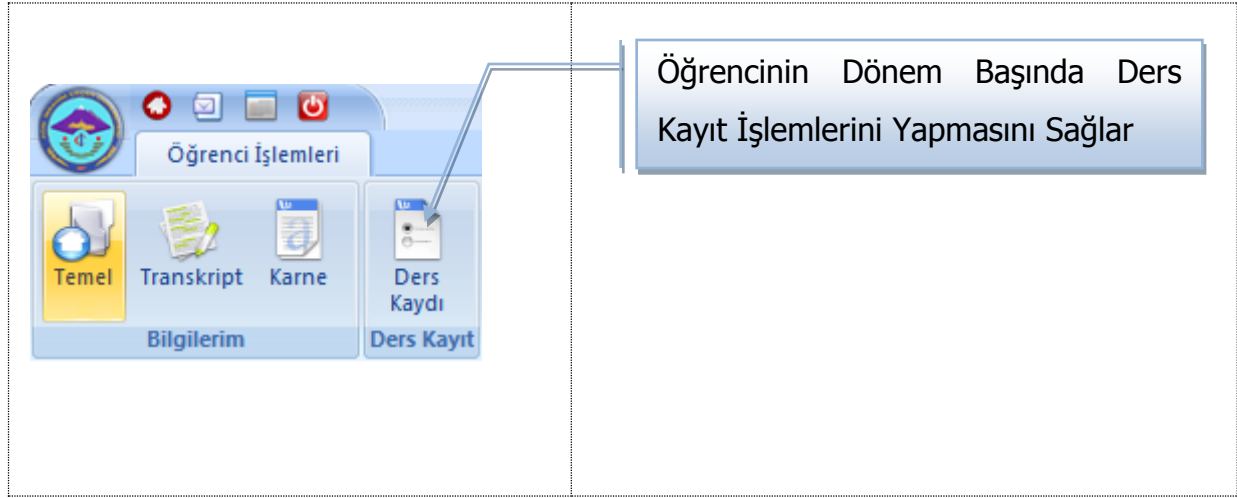 Öğrencinin Dönem Başında Ders
Kayıt İşlemlerini Yapmasını Sağlar
Öğrenci İşlemleri
Temel
Transkript
Karne
Ders
Kaydı
Bilgilerim
Ders Kayıt